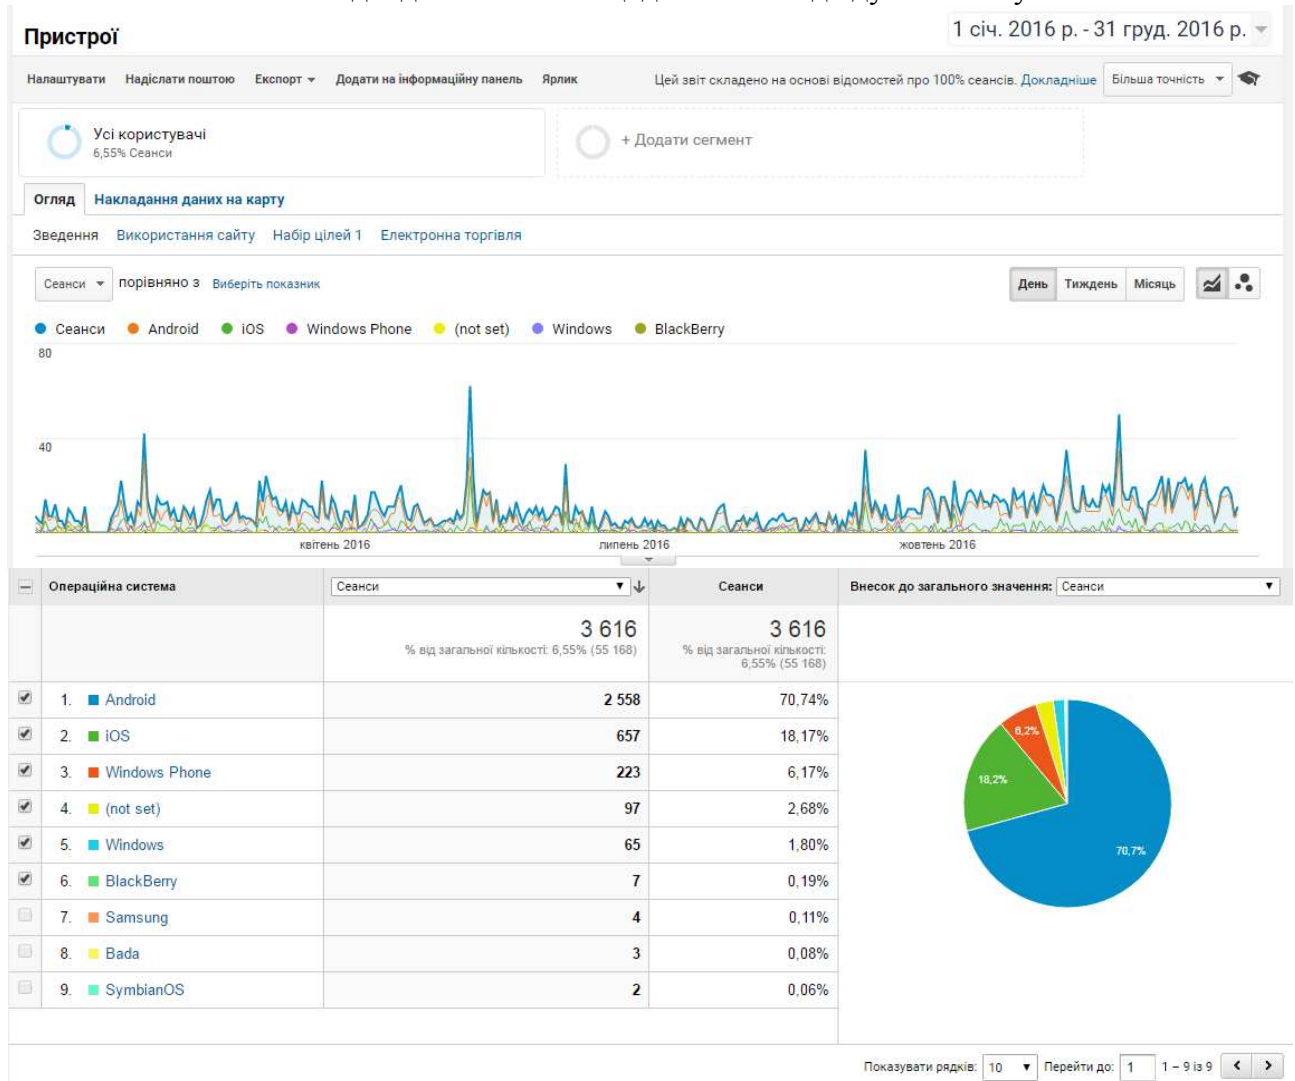 Пристрої
1 січ. 2016 р. - 31 груд. 2016 р.
Налаштувати Надіслати поштою Експорт Додати на інформаційну панель Ярлик Цей звіт складено на основі відомостей про 100% сеансів. Докладніше Більша точність
Усі користувачі
6,55% Сеанси
+ Додати сегмент
Огляд Накладання даних на карту
Зведення Використання сайту Набір цілей 1 Електронна торгівля
Сеанси порівняно з Виберіть показник День Тиждень Місяць
Сеанси Android iOS Windows Phone (not set) Windows BlackBerry
80
40
квітень 2016 липень 2016 жовтень 2016
Операційна система Сеанси Сеанси Внесок до загального значення: Сеанси
3 616 3 616
% від загальної кількості: 6,55% (55 168) % від загальної кількості:
6,55% (55 168)
1. Android 2 558 70,74%
2. iOS 657 18,17%
3. Windows Phone 223 6,17%
4. (not set) 97 2,68%
5. Windows 65 1,80%
6. BlackBerry 7 0,19%
7. Samsung 4 0,11%
8. Bada 3 0,08%
9. SymbianOS 2 0,06%
6,2%
18,2%
70,7%
Показувати рядків: 10 Перейти до: 1 1 – 9 із 9